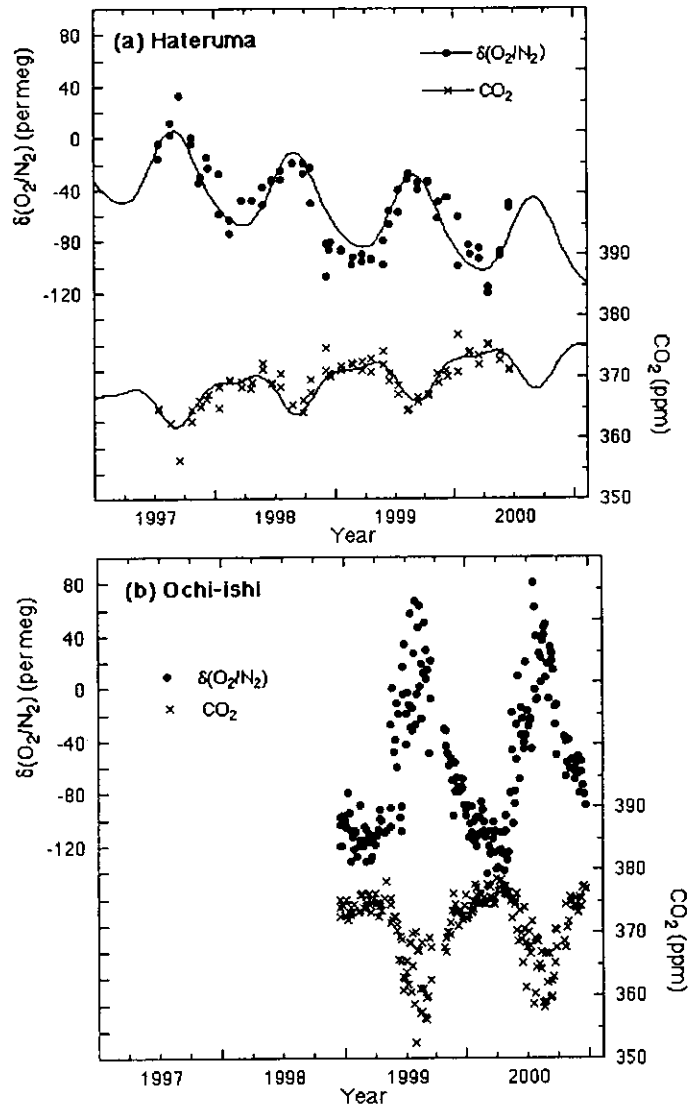 (a) Hateruma
δ(O₂/N₂)
CO₂
80
40
0
-40
-80
-120
δ(O₂/N₂) (per meg)
390
380
370
360
350
CO₂ (ppm)
1997 1998 1999 2000
Year
(b) Ochi-ishi
δ(O₂/N₂)
CO₂
80
40
0
-40
-80
-120
δ(O₂/N₂) (per meg)
390
380
370
360
350
CO₂ (ppm)
1997 1998 1999 2000
Year